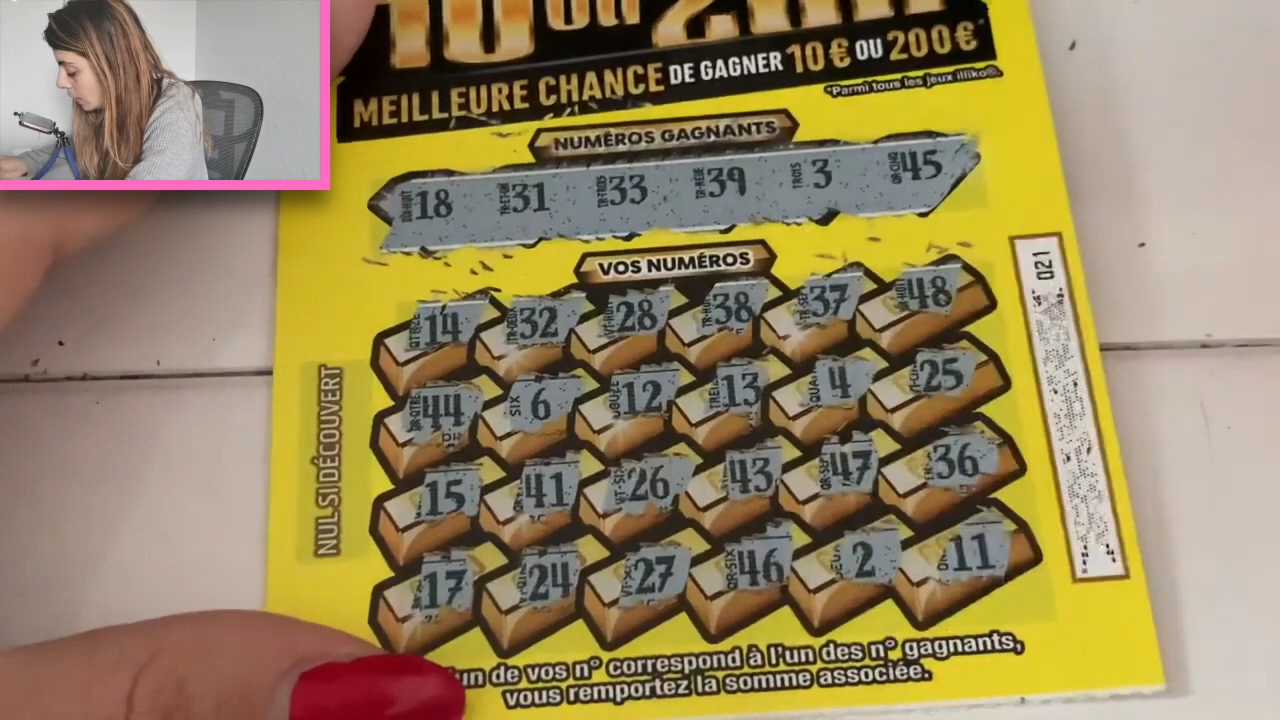 10 ou 200
MEILLEURE CHANCE DE GAGNER 10€ OU 200€*
*Parmi tous les jeux illiko®.
NUMÉROS GAGNANTS
18 31 33 39 3 45
VOS NUMÉROS
14 32 28 38 37 48
44 6 12 13 4 25
15 41 26 43 47 36
17 24 27 46 2 11
NUL SI DÉCOUVERT
021
un de vos n° correspond à l'un des n° gagnants,
vous remportez la somme associée.